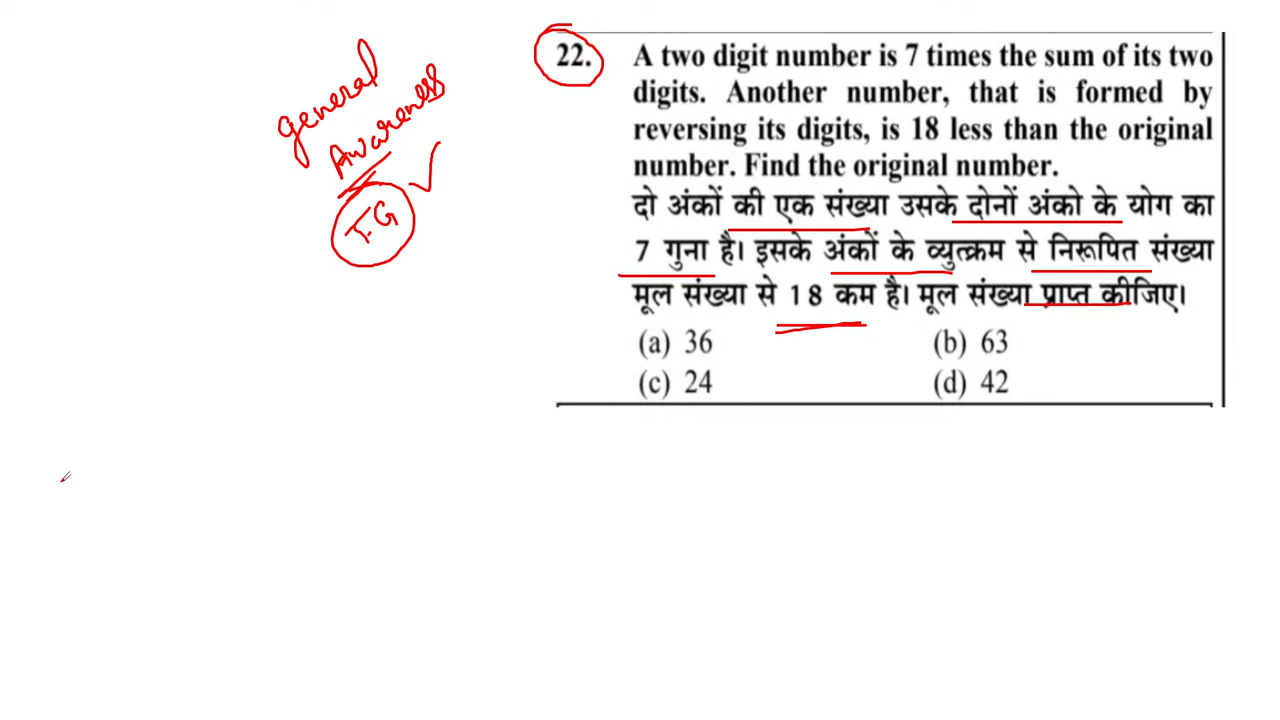 general
Awareness
T.G
22. A two digit number is 7 times the sum of its two
digits. Another number, that is formed by
reversing its digits, is 18 less than the original
number. Find the original number.
दो अंकों की एक संख्या उसके दोनों अंको के योग का
7 गुना है। इसके अंकों के व्युत्क्रम से निरूपित संख्या
मूल संख्या से 18 कम है। मूल संख्या प्राप्त कीजिए।
(a) 36 (b) 63
(c) 24 (d) 42